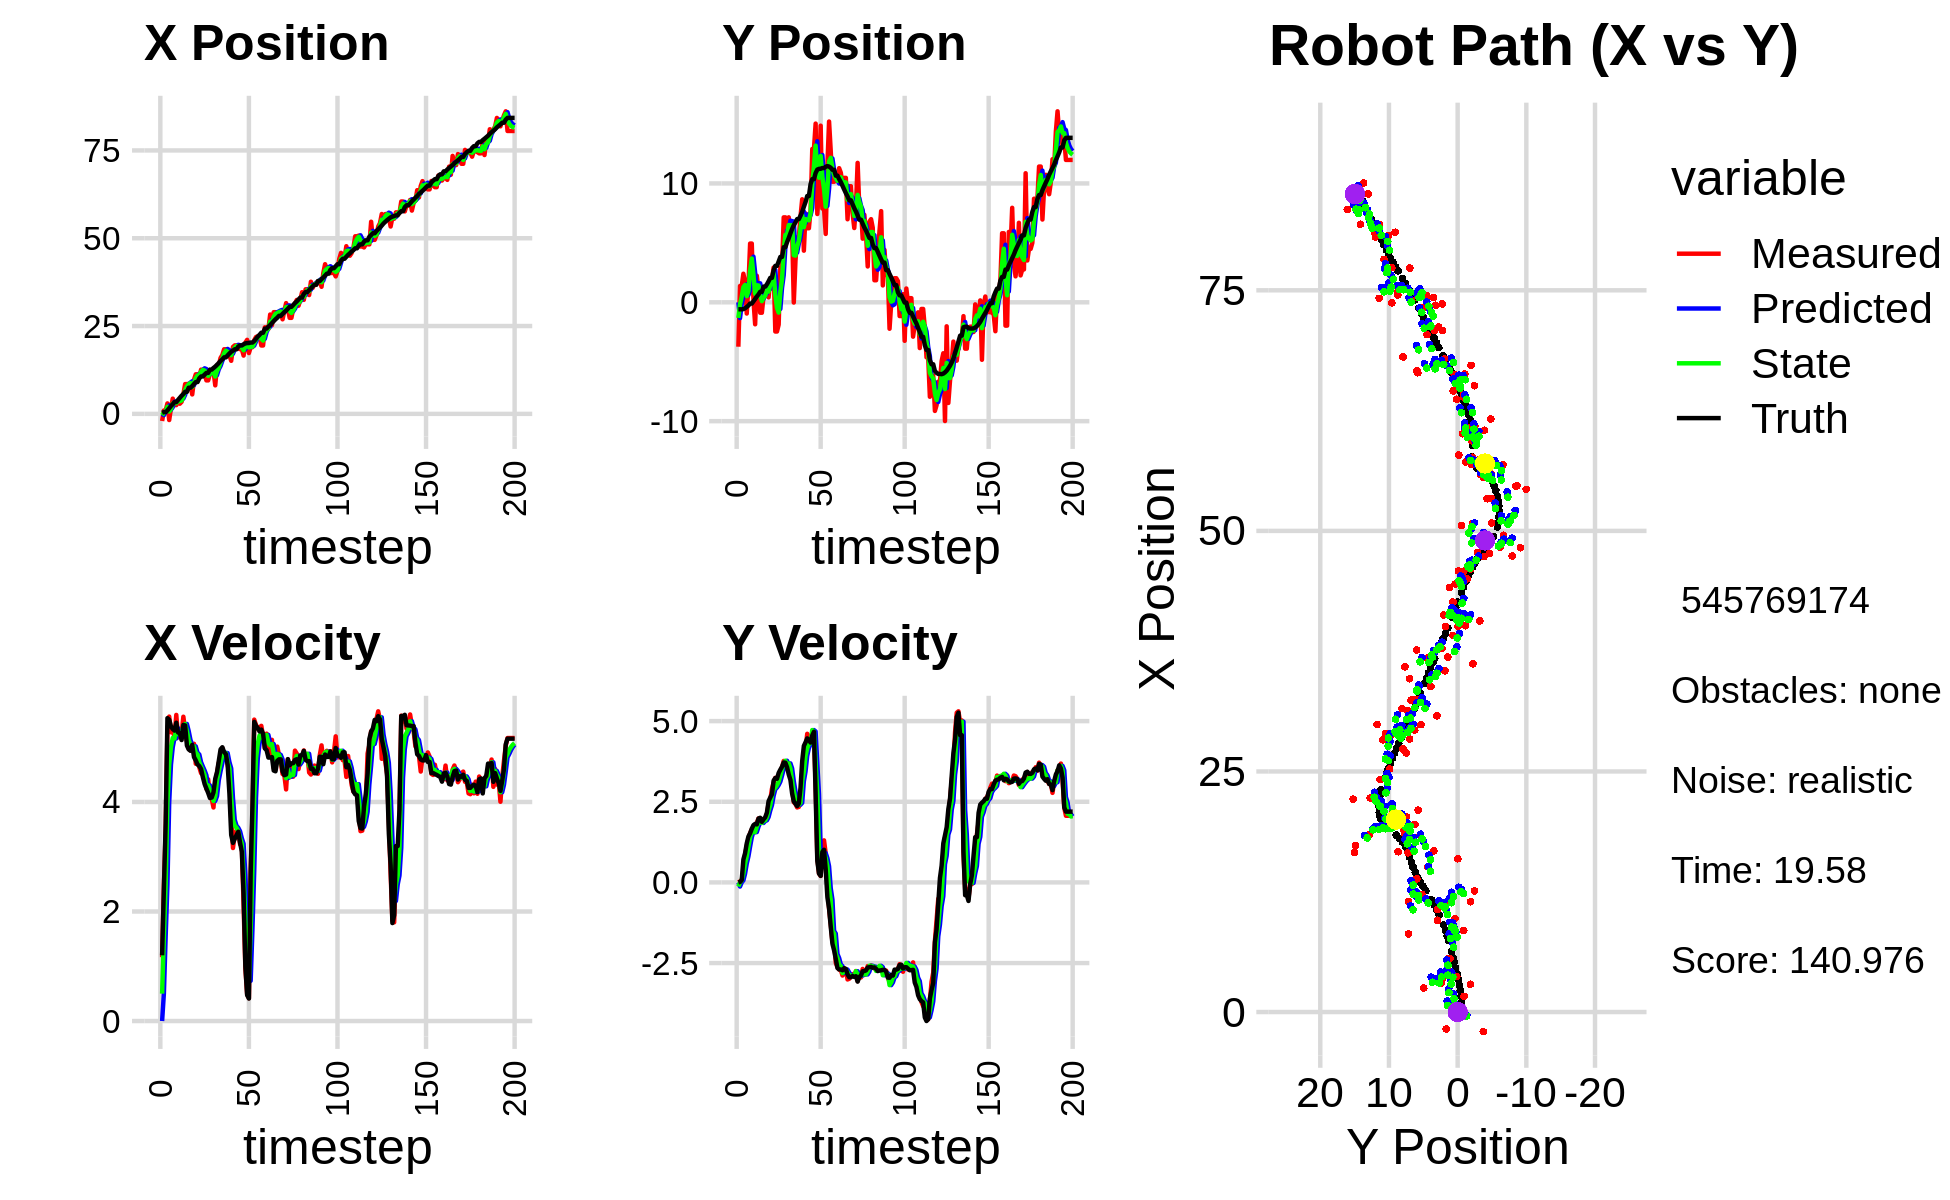 X Position
75
50
25
0
0
50
100
150
200
timestep
Y Position
10
0
-10
0
50
100
150
200
timestep
X Velocity
4
2
0
0
50
100
150
200
timestep
Y Velocity
5.0
2.5
0.0
-2.5
0
50
100
150
200
timestep
Robot Path (X vs Y)
X Position
75
50
25
0
20 10 0 -10 -20
Y Position
variable
Measured
Predicted
State
Truth
545769174
Obstacles: none
Noise: realistic
Time: 19.58
Score: 140.976